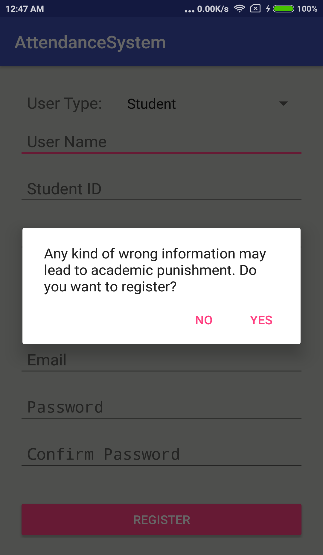 12:47 AM ... 0.00K/s 100%
AttendanceSystem
User Type: Student
User Name
Student ID
Any kind of wrong information may
lead to academic punishment. Do
you want to register?
NO YES
Email
Password
Confirm Password
REGISTER